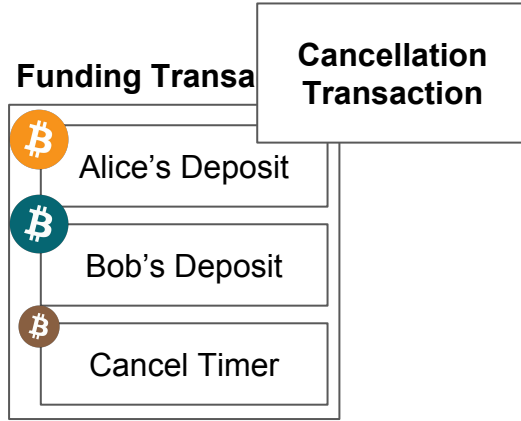 Cancellation
Transaction
Funding Transa
Alice's Deposit
Bob's Deposit
Cancel Timer